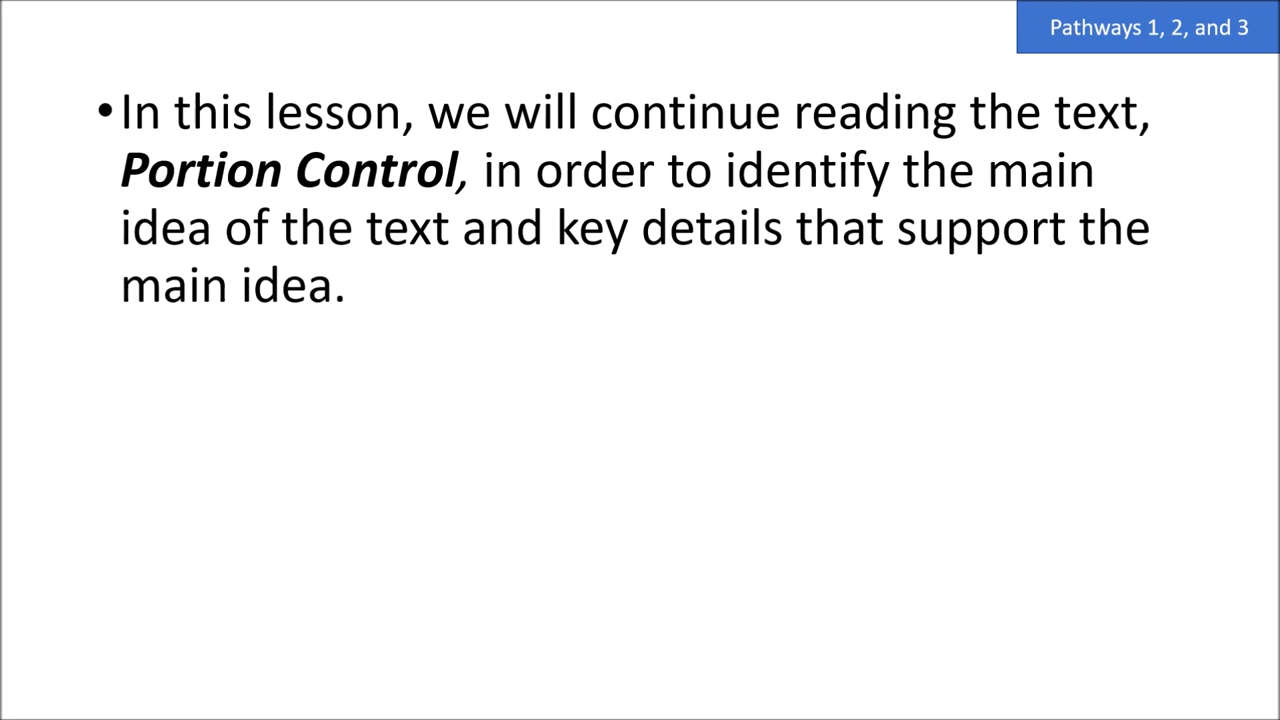 Pathways 1, 2, and 3
•In this lesson, we will continue reading the text,
Portion Control, in order to identify the main
idea of the text and key details that support the
main idea.